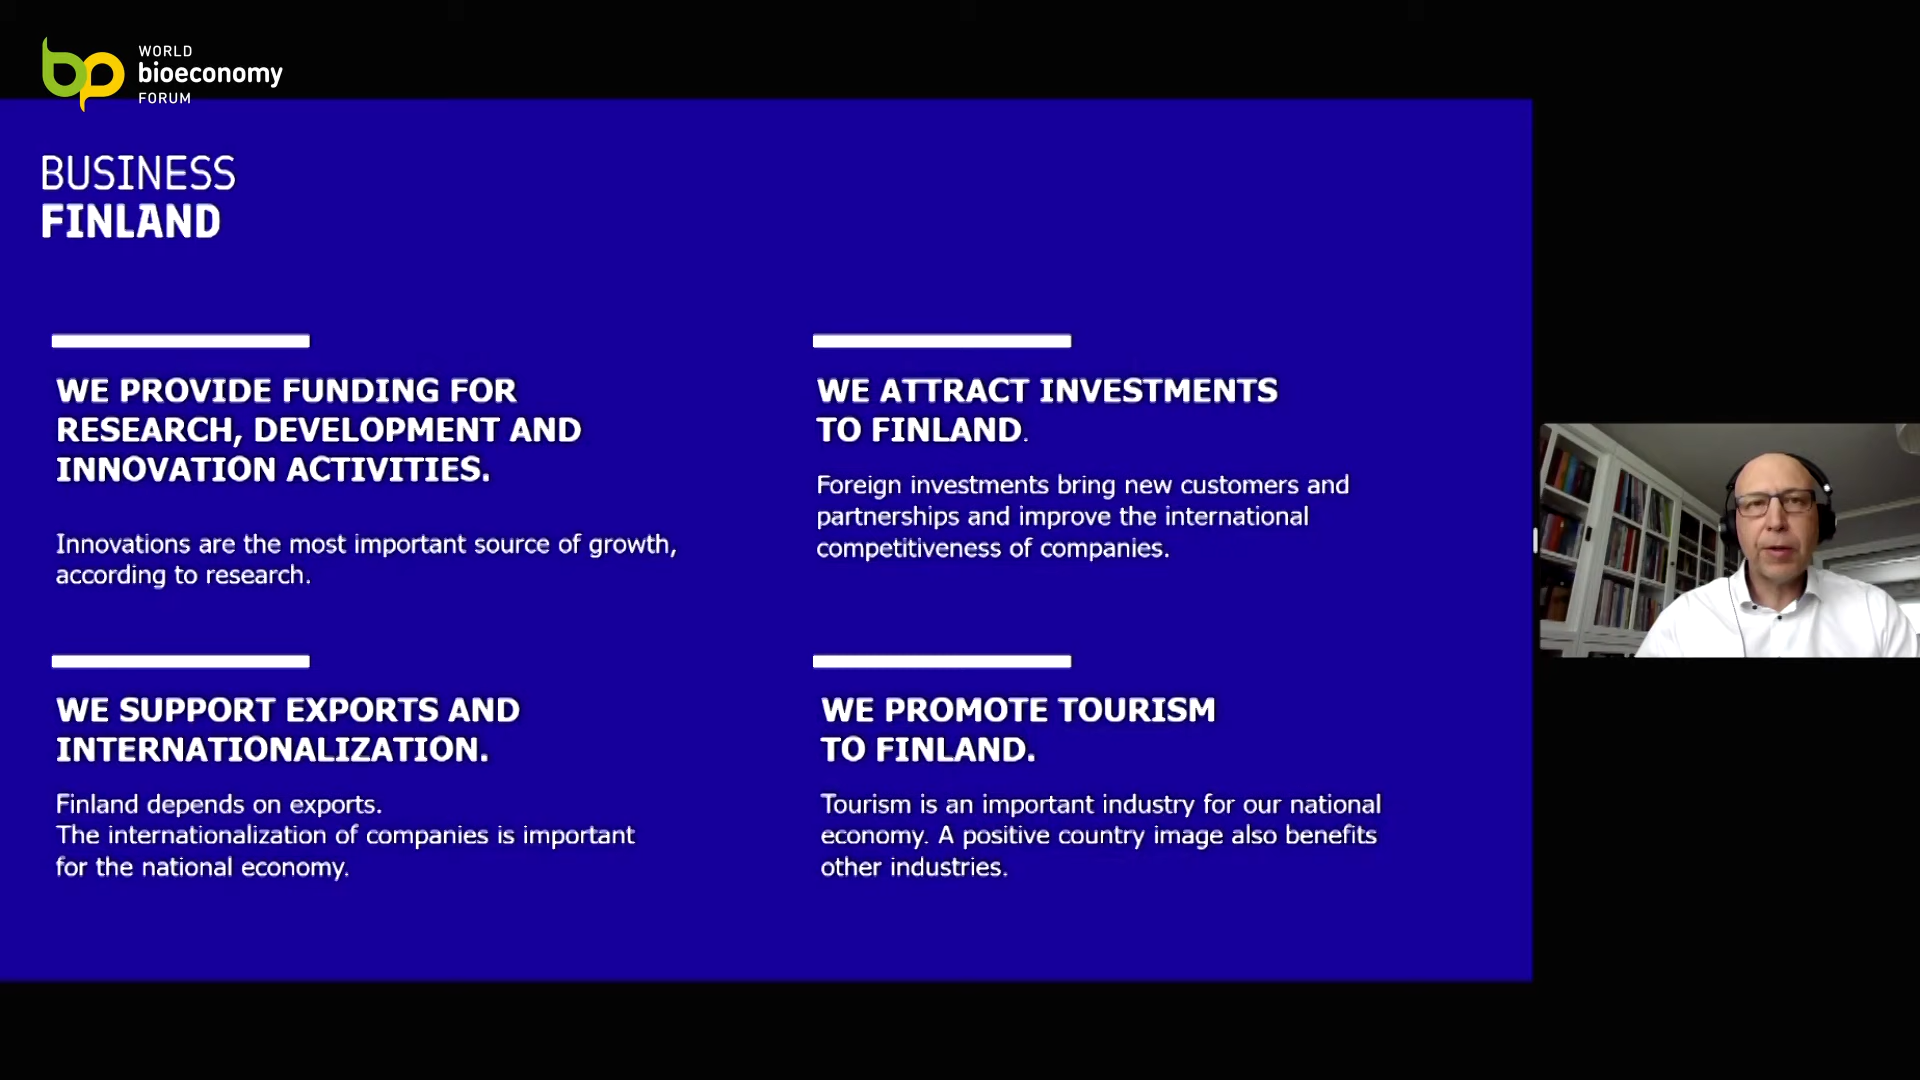 WORLD
bioeconomy
FORUM
BUSINESS
FINLAND
WE PROVIDE FUNDING FOR
RESEARCH, DEVELOPMENT AND
INNOVATION ACTIVITIES.
Innovations are the most important source of growth,
according to research.
WE ATTRACT INVESTMENTS
TO FINLAND.
Foreign investments bring new customers and
partnerships and improve the international
competitiveness of companies.
WE SUPPORT EXPORTS AND
INTERNATIONALIZATION.
Finland depends on exports.
The internationalization of companies is important
for the national economy.
WE PROMOTE TOURISM
TO FINLAND.
Tourism is an important industry for our national
economy. A positive country image also benefits
other industries.